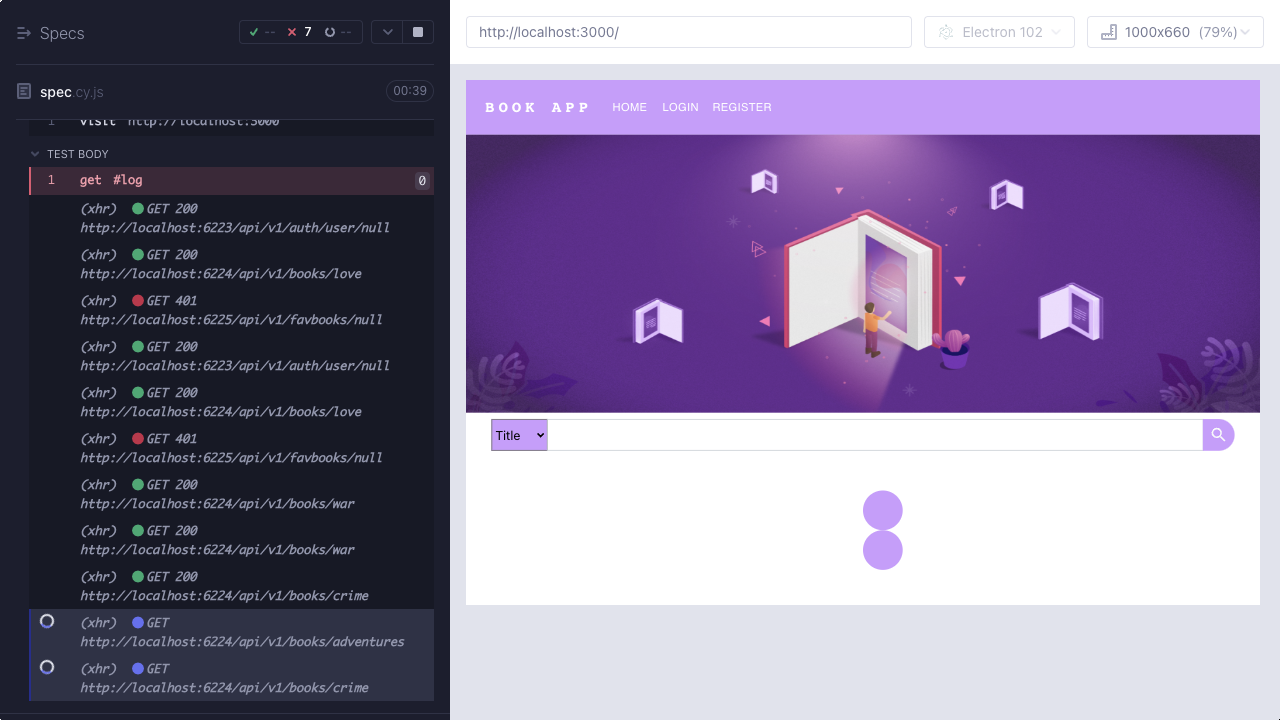 Specs
-- 7 --
spec.cy.js
00:39
1 visit http://localhost:3000
TEST BODY
1 get #log 0
(xhr) GET 200
http://localhost:6223/api/v1/auth/user/null
(xhr) GET 200
http://localhost:6224/api/v1/books/love
(xhr) GET 401
http://localhost:6225/api/v1/favbooks/null
(xhr) GET 200
http://localhost:6223/api/v1/auth/user/null
(xhr) GET 200
http://localhost:6224/api/v1/books/love
(xhr) GET 401
http://localhost:6225/api/v1/favbooks/null
(xhr) GET 200
http://localhost:6224/api/v1/books/war
(xhr) GET 200
http://localhost:6224/api/v1/books/war
(xhr) GET 200
http://localhost:6224/api/v1/books/crime
(xhr) GET
http://localhost:6224/api/v1/books/adventures
(xhr) GET
http://localhost:6224/api/v1/books/crime
http://localhost:3000/
Electron 102
1000x660 (79%)
BOOK APP HOME LOGIN REGISTER
Title